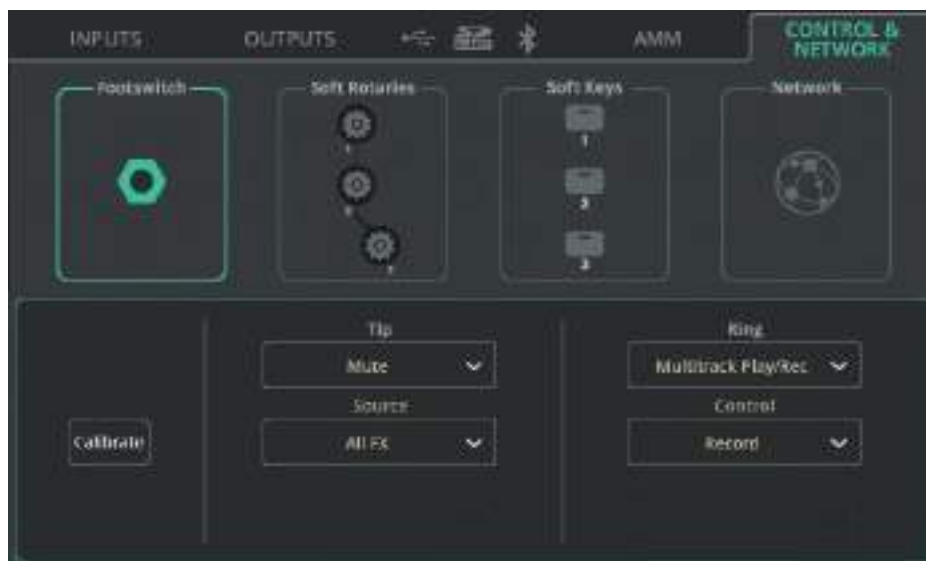 INPUTS
OUTPUTS
AMM
CONTROL & NETWORK
Footswitch
Soft Rotaries
Soft Keys
Network
1
1
2
3
Tip
Ring
Mute
Multitrack Play/Rec
Source
Control
Calibrate
All FX
Record